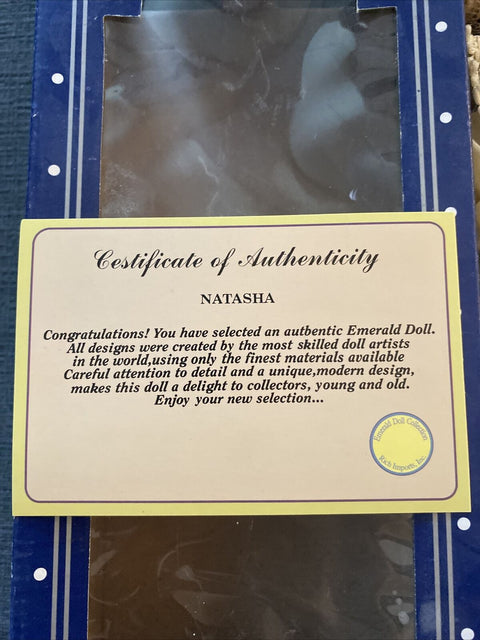 Cestificate of Authenticity
NATASHA
Congratulations! You have selected an authentic Emerald Doll.
All designs were created by the most skilled doll artists
in the world,using only the finest materials available
Careful attention to detail and a unique,modern design,
makes this doll a delight to collectors, young and old.
Enjoy your new selection...
Emerald Doll Collection
Rich Imports, Inc.